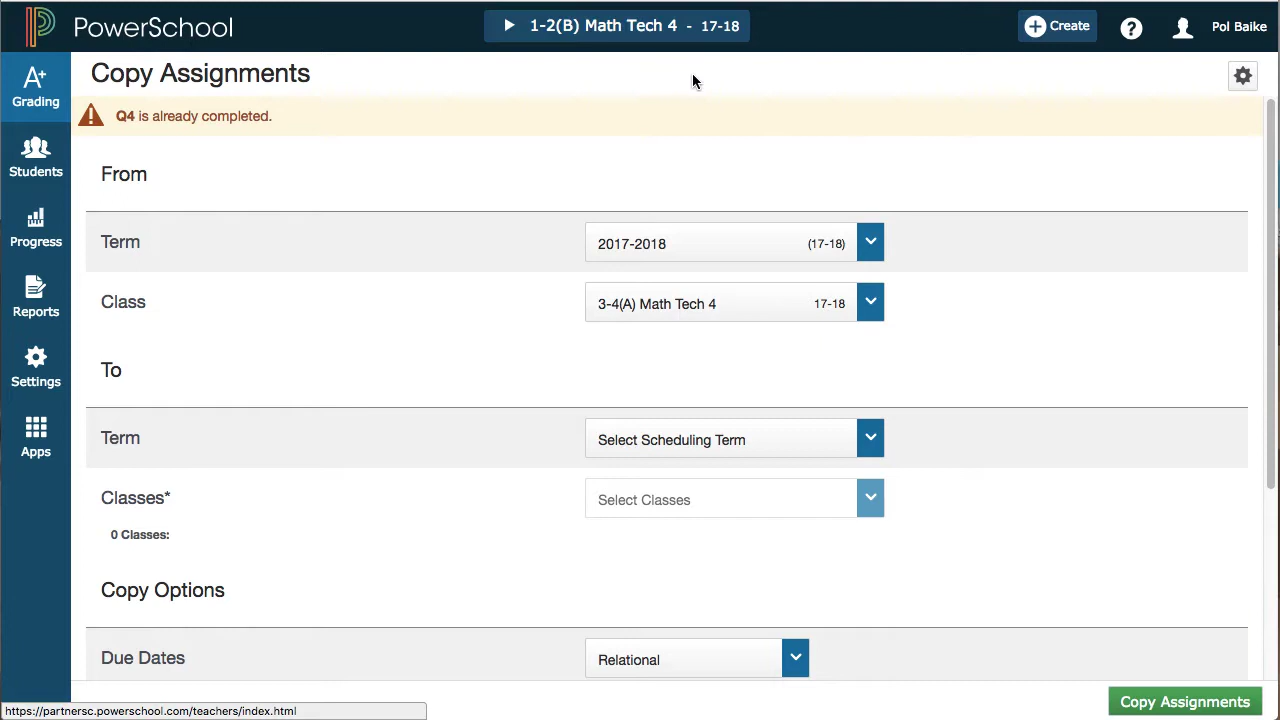 PowerSchool
1-2(B) Math Tech 4 - 17-18
Create
?
Pol Baike
A+
Grading
Students
Progress
Reports
Settings
Apps
Copy Assignments
Q4 is already completed.
From
Term
2017-2018 (17-18)
Class
3-4(A) Math Tech 4 17-18
To
Term
Select Scheduling Term
Classes*
Select Classes
0 Classes:
Copy Options
Due Dates
Relational
Copy Assignments
https://partnersc.powerschool.com/teachers/index.html